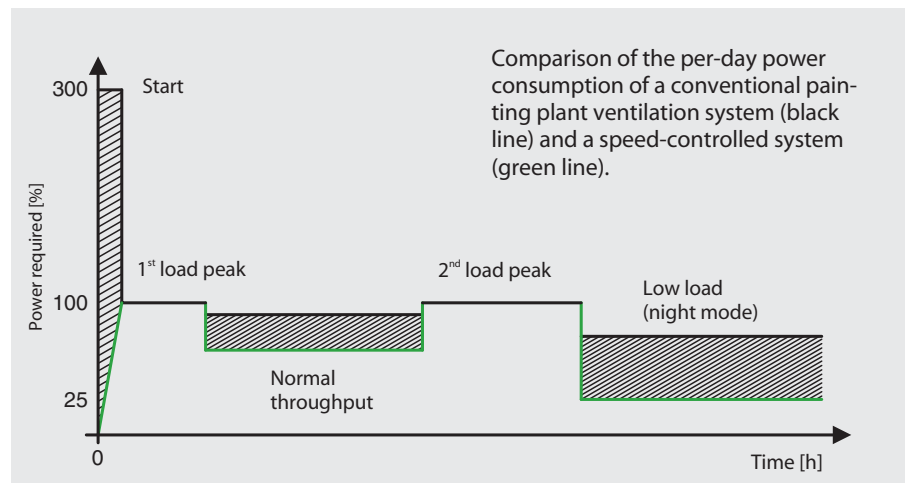 Comparison of the per-day power
consumption of a conventional pain-
ting plant ventilation system (black
line) and a speed-controlled system
(green line).
300
Start
Power required [%]
1st load peak
2nd load peak
100
Low load
(night mode)
Normal
throughput
25
0
Time [h]